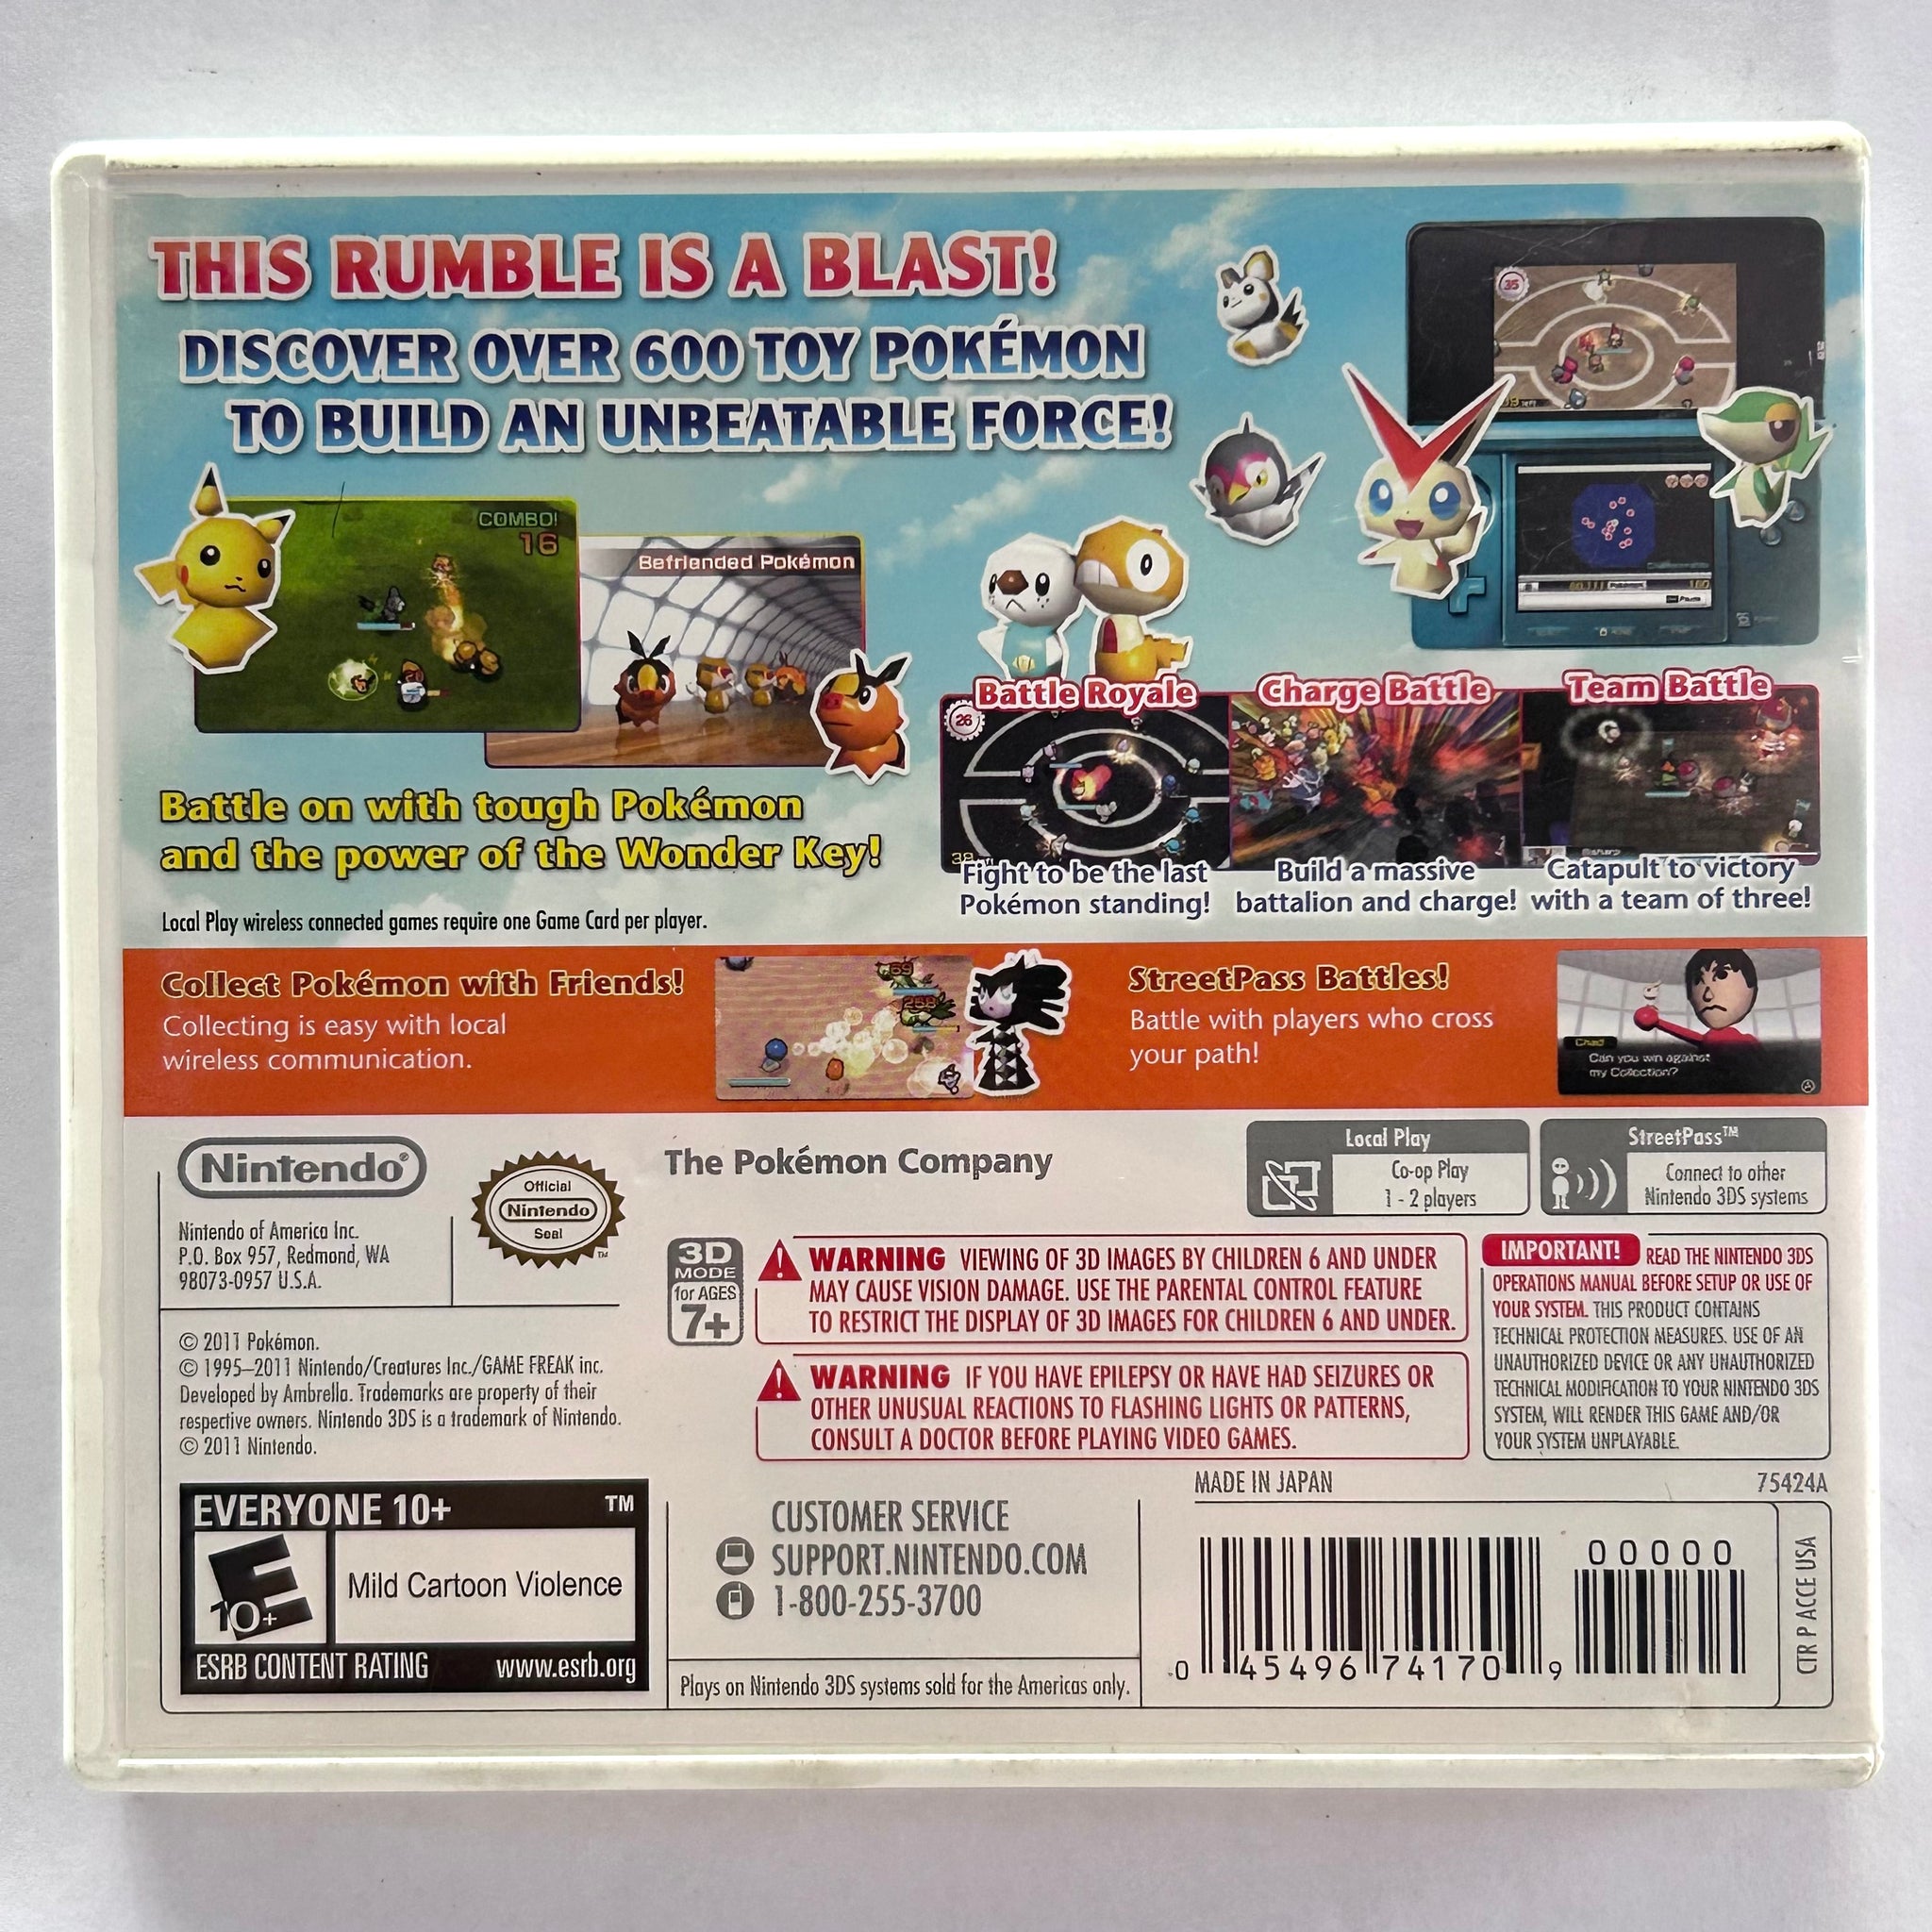 THIS RUMBLE IS A BLAST!
DISCOVER OVER 600 TOY POKÉMON
TO BUILD AN UNBEATABLE FORCE!
35
COMBO!
16
Befriended Pokémon
Battle Royale
Charge Battle
Team Battle
26
38
Battle on with tough Pokémon
and the power of the Wonder Key!
Fight to be the last
Pokémon standing!
Build a massive
battalion and charge!
Catapult to victory
with a team of three!
Local Play wireless connected games require one Game Card per player.
Collect Pokémon with Friends!
Collecting is easy with local
wireless communication.
69
258
StreetPass Battles!
Battle with players who cross
your path!
Chad
Can you win against
my Collection?
Nintendo®
Official
Nintendo
Seal
TM
The Pokémon Company
Local Play
Co-op Play
1 - 2 players
StreetPass™
Connect to other
Nintendo 3DS systems
Nintendo of America Inc.
P.O. Box 957, Redmond, WA
98073-0957 U.S.A.
3D
MODE
for AGES
7+
WARNING VIEWING OF 3D IMAGES BY CHILDREN 6 AND UNDER
MAY CAUSE VISION DAMAGE. USE THE PARENTAL CONTROL FEATURE
TO RESTRICT THE DISPLAY OF 3D IMAGES FOR CHILDREN 6 AND UNDER.
WARNING IF YOU HAVE EPILEPSY OR HAVE HAD SEIZURES OR
OTHER UNUSUAL REACTIONS TO FLASHING LIGHTS OR PATTERNS,
CONSULT A DOCTOR BEFORE PLAYING VIDEO GAMES.
IMPORTANT! READ THE NINTENDO 3DS
OPERATIONS MANUAL BEFORE SETUP OR USE OF
YOUR SYSTEM. THIS PRODUCT CONTAINS
TECHNICAL PROTECTION MEASURES. USE OF AN
UNAUTHORIZED DEVICE OR ANY UNAUTHORIZED
TECHNICAL MODIFICATION TO YOUR NINTENDO 3DS
SYSTEM, WILL RENDER THIS GAME AND/OR
YOUR SYSTEM UNPLAYABLE.
© 2011 Pokémon.
© 1995–2011 Nintendo/Creatures Inc./GAME FREAK inc.
Developed by Ambrella. Trademarks are property of their
respective owners. Nintendo 3DS is a trademark of Nintendo.
© 2011 Nintendo.
MADE IN JAPAN
75424A
EVERYONE 10+ TM
E
10+
Mild Cartoon Violence
ESRB CONTENT RATING www.esrb.org
CUSTOMER SERVICE
SUPPORT.NINTENDO.COM
1-800-255-3700
Plays on Nintendo 3DS systems sold for the Americas only.
00000
0 45496 74170 9
CTR P ACCE USA